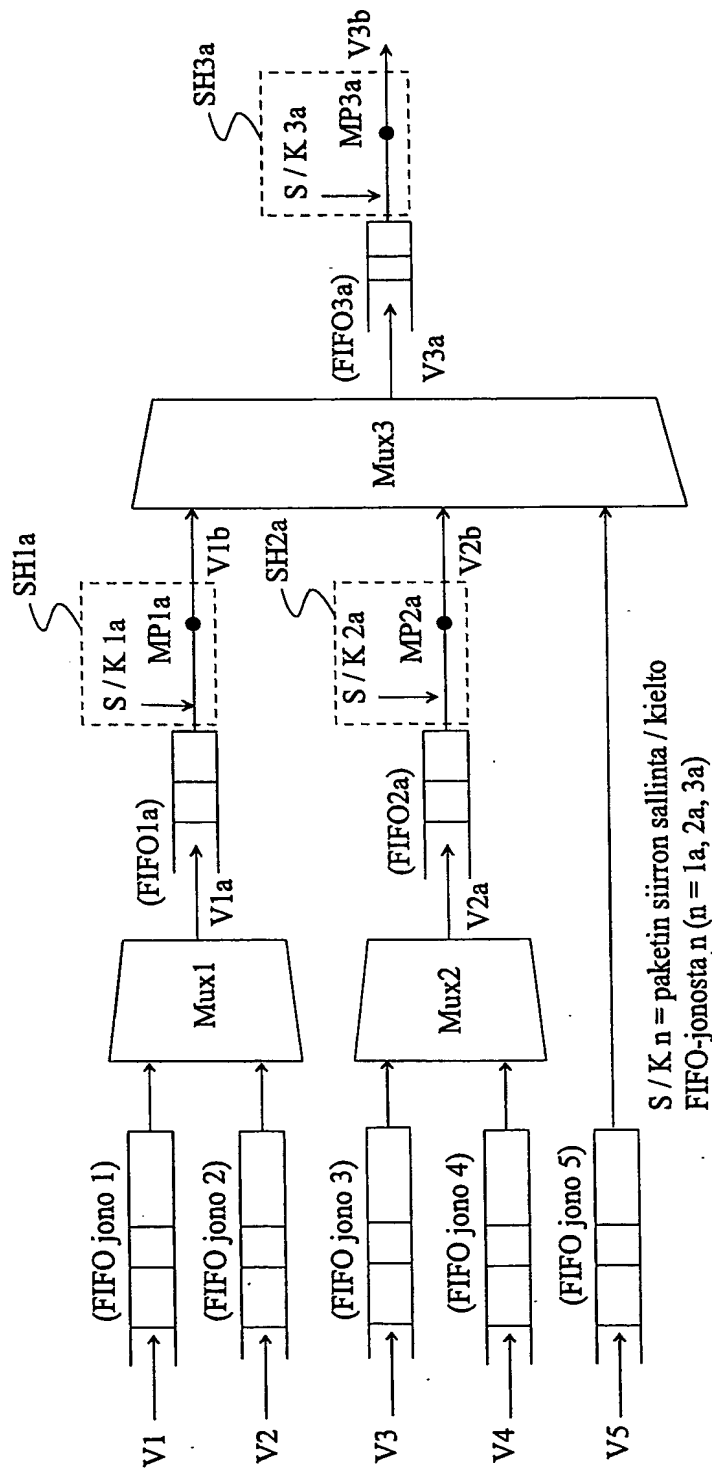 V1
(FIFO jono 1)
V2
(FIFO jono 2)
V3
(FIFO jono 3)
V4
(FIFO jono 4)
V5
(FIFO jono 5)
Mux1
V1a
(FIFO1a)
S / K 1a
MP1a
SH1a
V1b
Mux2
V2a
(FIFO2a)
S / K 2a
MP2a
SH2a
V2b
Mux3
V3a
(FIFO3a)
S / K 3a
MP3a
SH3a
V3b
S / K n = paketin siirron sallinta / kielto
FIFO-jonosta n (n = 1a, 2a, 3a)